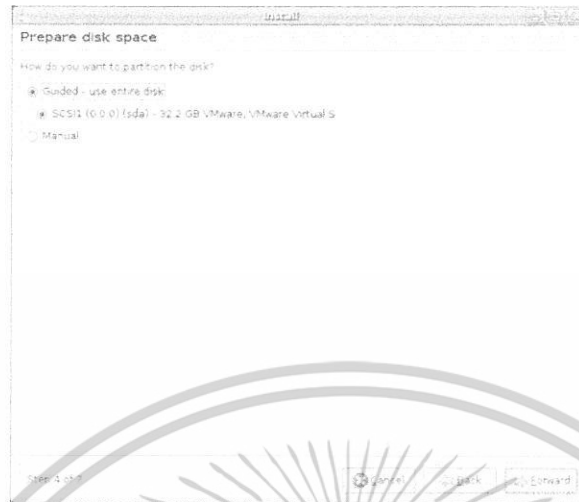 Install
Prepare disk space
How do you want to partition the disk?
Guided - use entire disk
SCSI1 (0,0,0) (sda) - 32.2 GB VMware, VMware Virtual S
Manual
Step 4 of 7
Cancel
Back
Forward